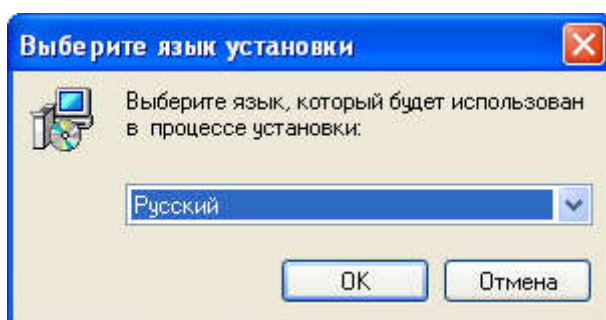 Выберите язык установки
Выберите язык, который будет использован
в процессе установки:
Русский
OK
Отмена